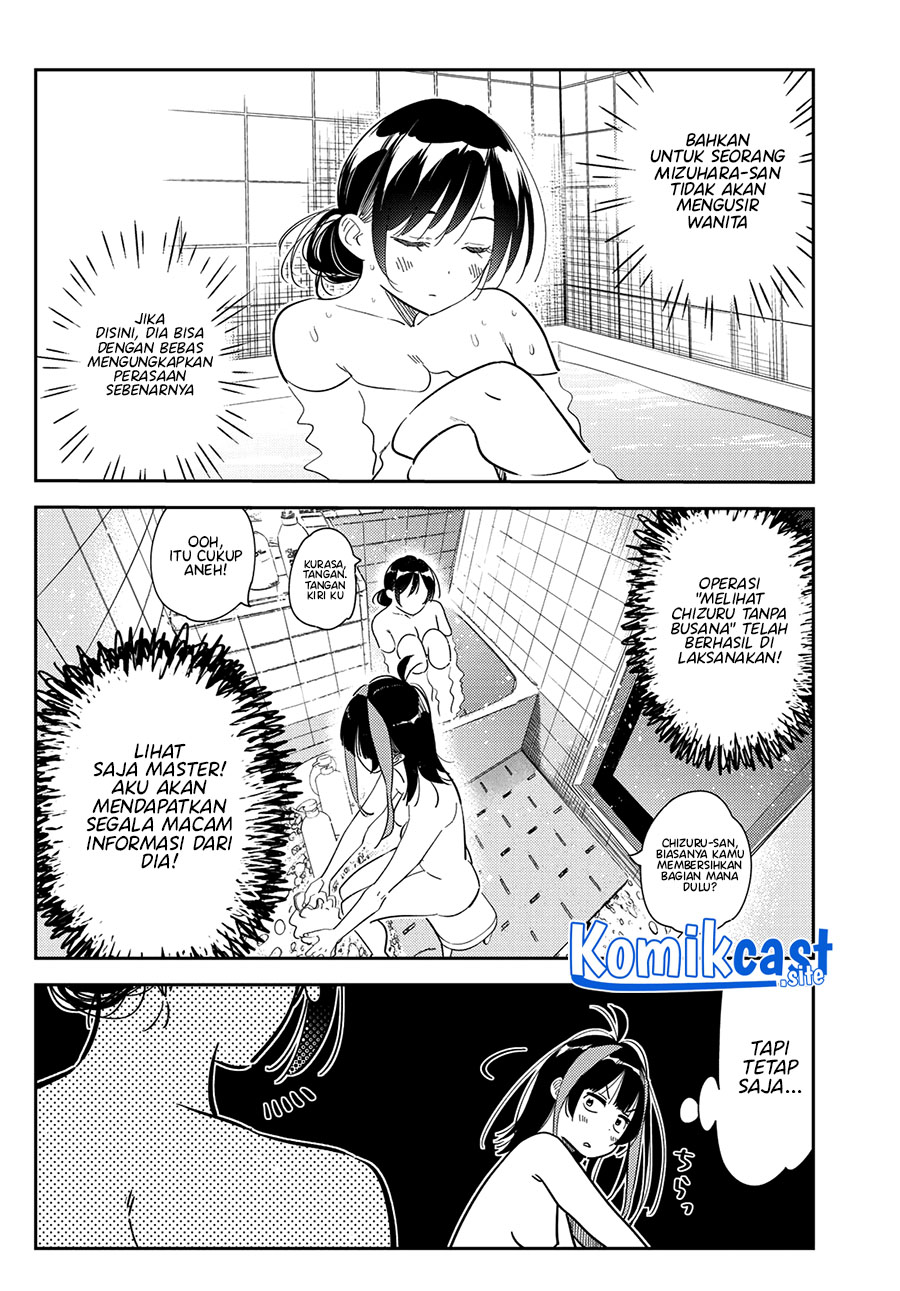 BAHKAN
UNTUK SEORANG
MIZUHARA-SAN
TIDAK AKAN
MENGUSIR
WANITA
JIKA
DISINI, DIA BISA
DENGAN BEBAS
MENGUNGKAPKAN
PERASAAN
SEBENARNYA
OPERASI
"MELIHAT
CHIZURU TANPA
BUSANA" TELAH
BERHASIL DI
LAKSANAKAN!
KURASA,
TANGAN.
TANGAN
KIRI KU
OOH,
ITU CUKUP
ANEH!
CHIZURU-SAN,
BIASANYA KAMU
MEMBERSIHKAN
BAGIAN MANA
DULU?
LIHAT
SAJA MASTER!
AKU AKAN
MENDAPATKAN
SEGALA MACAM
INFORMASI DARI
DIA!
Komikcast
.site
TAPI
TETAP
SAJA...
ちらっ